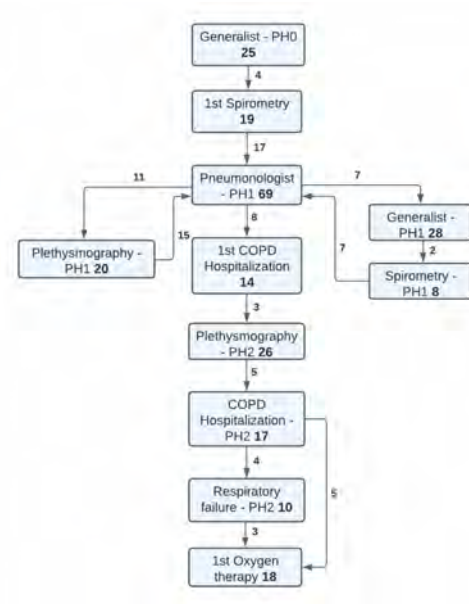 Generalist - PH0
25
4
1st Spirometry
19
17
11
Pneumonologist
- PH1 69
7
Generalist
- PH1 28
15
6
7
2
Plethysmography -
PH1 20
1st COPD
Hospitalization
14
Spirometry -
PH1 8
3
Plethysmography
- PH2 26
5
COPD
Hospitalization -
PH2 17
4
5
Respiratory
failure - PH2 10
3
1st Oxygen
therapy 18